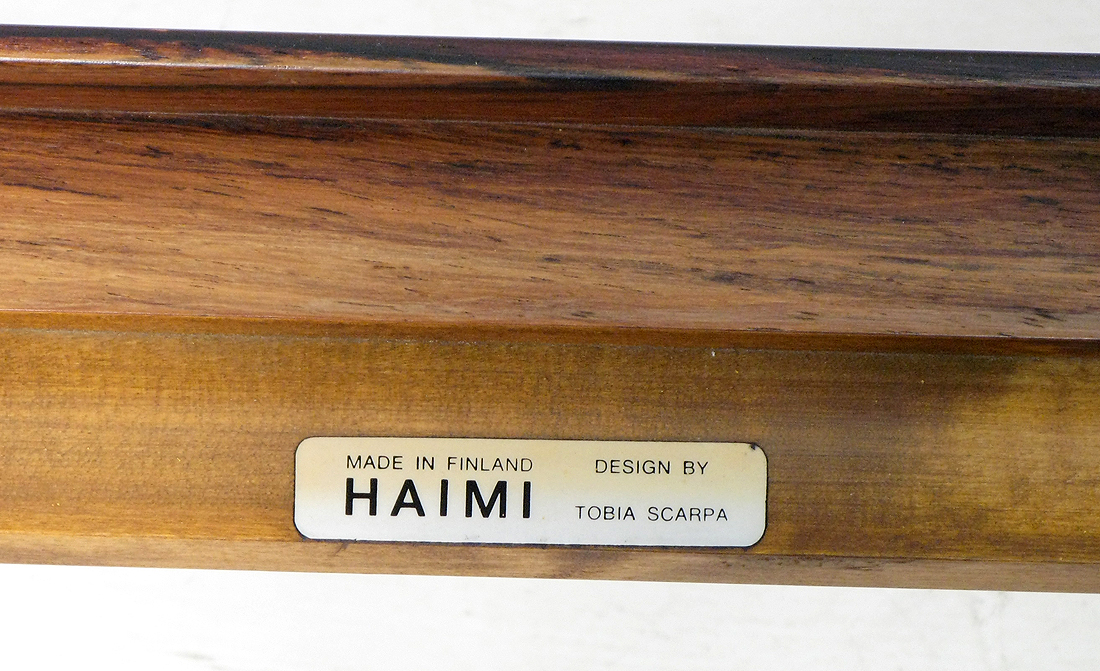 MADE IN FINLAND
HAIMI
DESIGN BY
TOBIA SCARPA